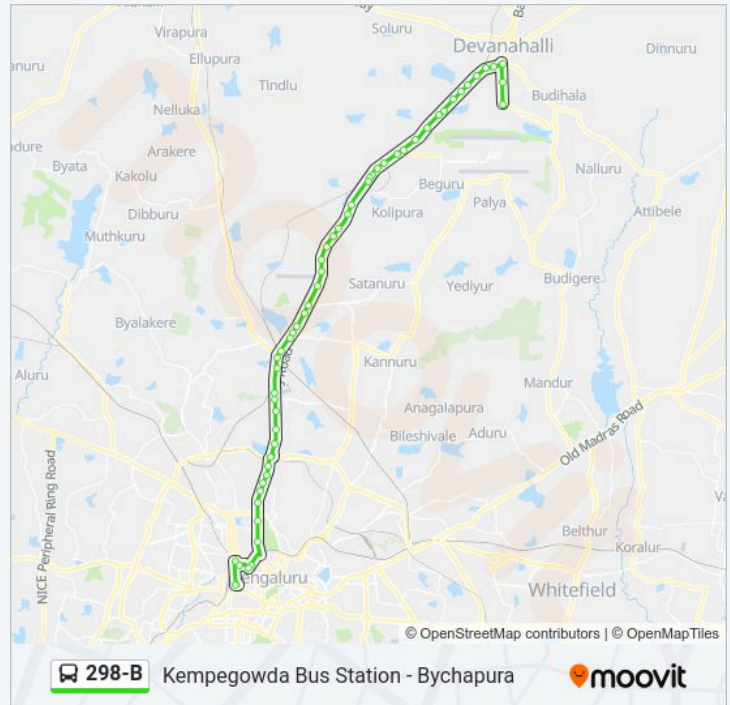 Soluru
Virapura
Devanahalli
Dinnuru
Ellupura
Tindlu
Budihala
Nelluka
Arakere
Nalluru
Byata
Kakolu
Beguru
Palya
Dibburu
Kolipura
Attibele
Muthkuru
Satanuru
Yediyur
Budigere
Byalakere
Kannuru
Aluru
Mandur
Anagalapura
Bileshivale
Aduru
Old Madras Road
NICE Peripheral Ring Road
Belthur
Koralur
engaluru
Whitefield
© OpenStreetMap contributors | © OpenMapTiles
298-B
Kempegowda Bus Station - Bychapura
moovit